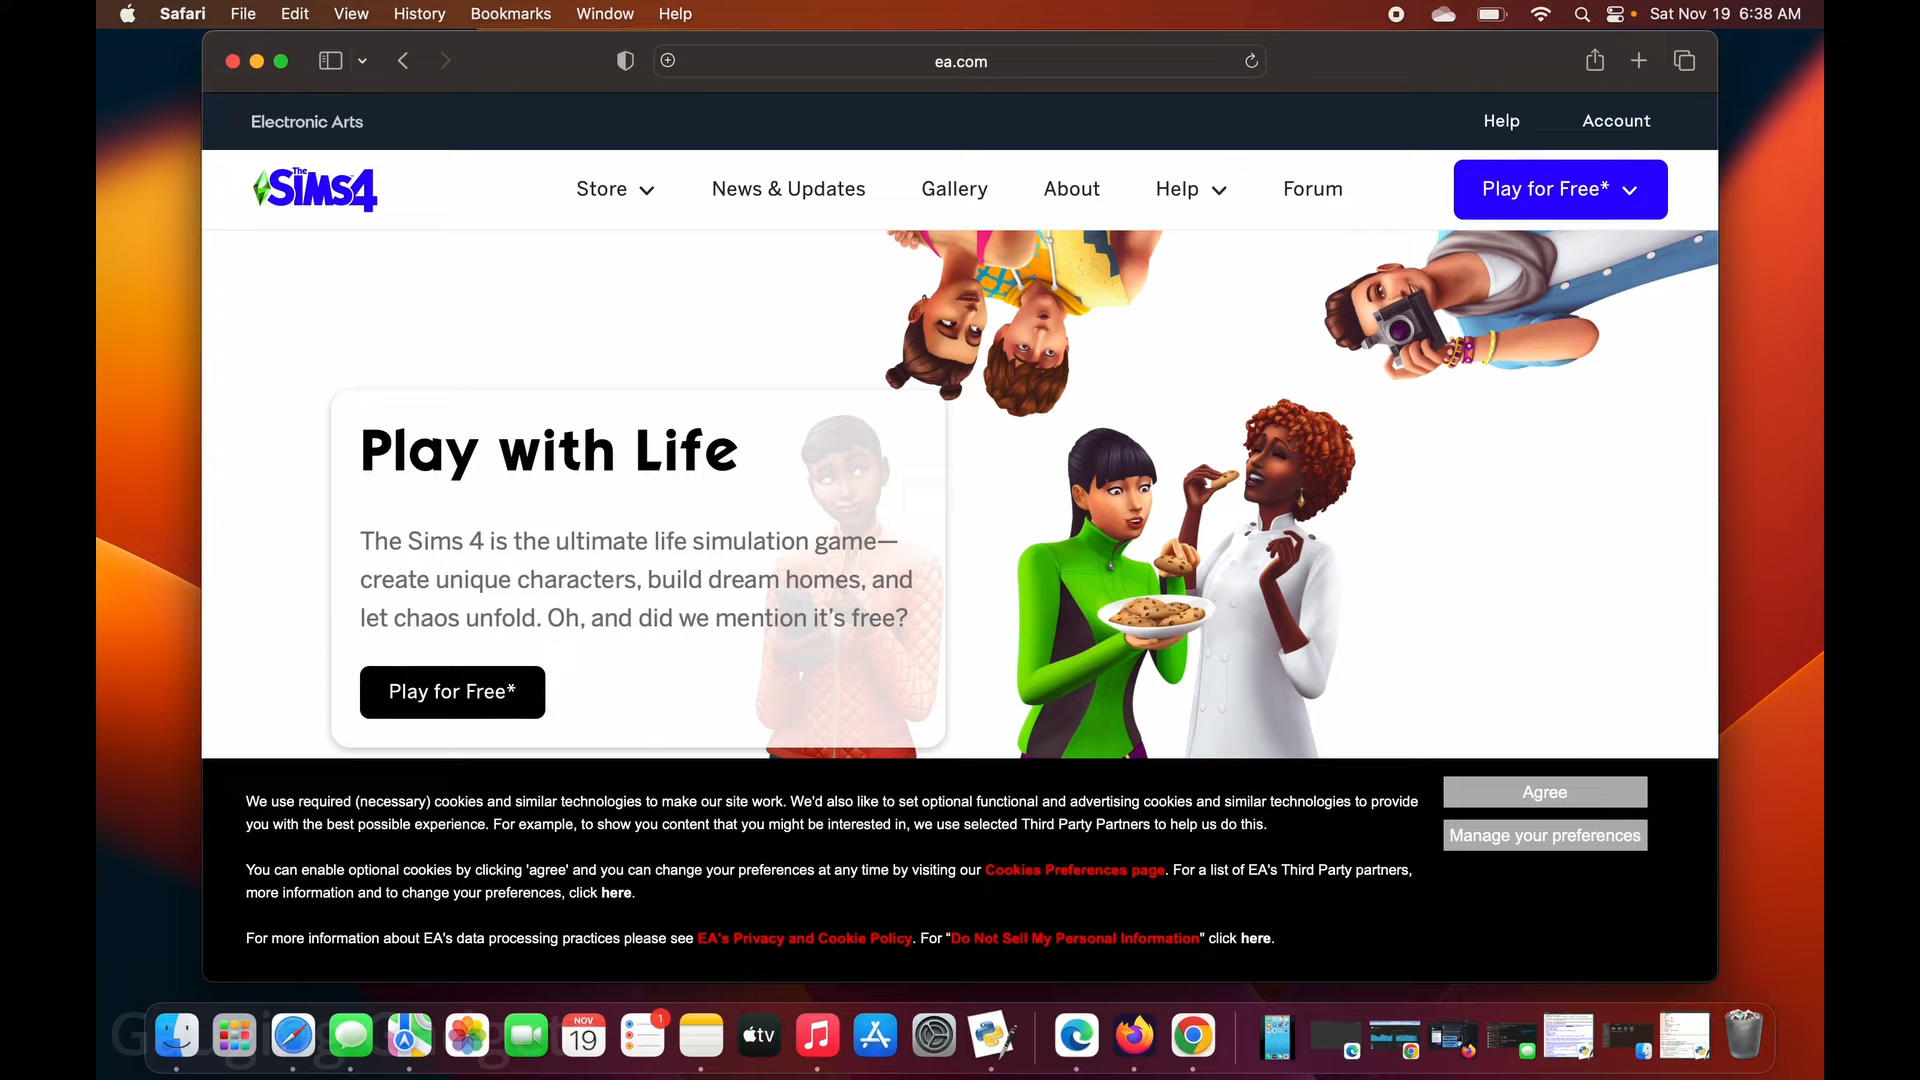 Safari File Edit View History Bookmarks Window Help Sat Nov 19 6:38 AM
ea.com
Electronic Arts Help Account
The Sims 4 Store News & Updates Gallery About Help Forum Play for Free*
Play with Life
The Sims 4 is the ultimate life simulation game—
create unique characters, build dream homes, and
let chaos unfold. Oh, and did we mention it's free?
Play for Free*
We use required (necessary) cookies and similar technologies to make our site work. We'd also like to set optional functional and advertising cookies and similar technologies to provide
you with the best possible experience. For example, to show you content that you might be interested in, we use selected Third Party Partners to help us do this.
You can enable optional cookies by clicking 'agree' and you can change your preferences at any time by visiting our Cookies Preferences page. For a list of EA's Third Party partners,
more information and to change your preferences, click here.
For more information about EA's data processing practices please see EA's Privacy and Cookie Policy. For “Do Not Sell My Personal Information" click here.
Agree
Manage your preferences
NOV
19
1
tv